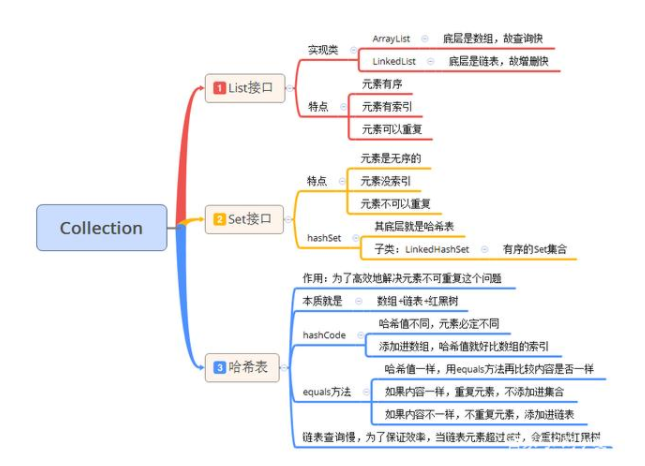 Collection
1 List接口
实现类
ArrayList
底层是数组，故查询快
LinkedList
底层是链表，故增删快
特点
元素有序
元素有索引
元素可以重复
2 Set接口
特点
元素是无序的
元素没索引
元素不可以重复
hashSet
其底层就是哈希表
子类：LinkedHashSet
有序的Set集合
3 哈希表
作用：为了高效地解决元素不可重复这个问题
本质就是
数组+链表+红黑树
hashCode
哈希值不同，元素必定不同
添加进数组，哈希值就好比数组的索引
equals方法
哈希值一样，用equals方法再比较内容是否一样
如果内容一样，重复元素，不添加进集合
如果内容不一样，不重复元素，添加进链表
链表查询慢，为了保证效率，当链表元素超过 时，会重构成红黑树